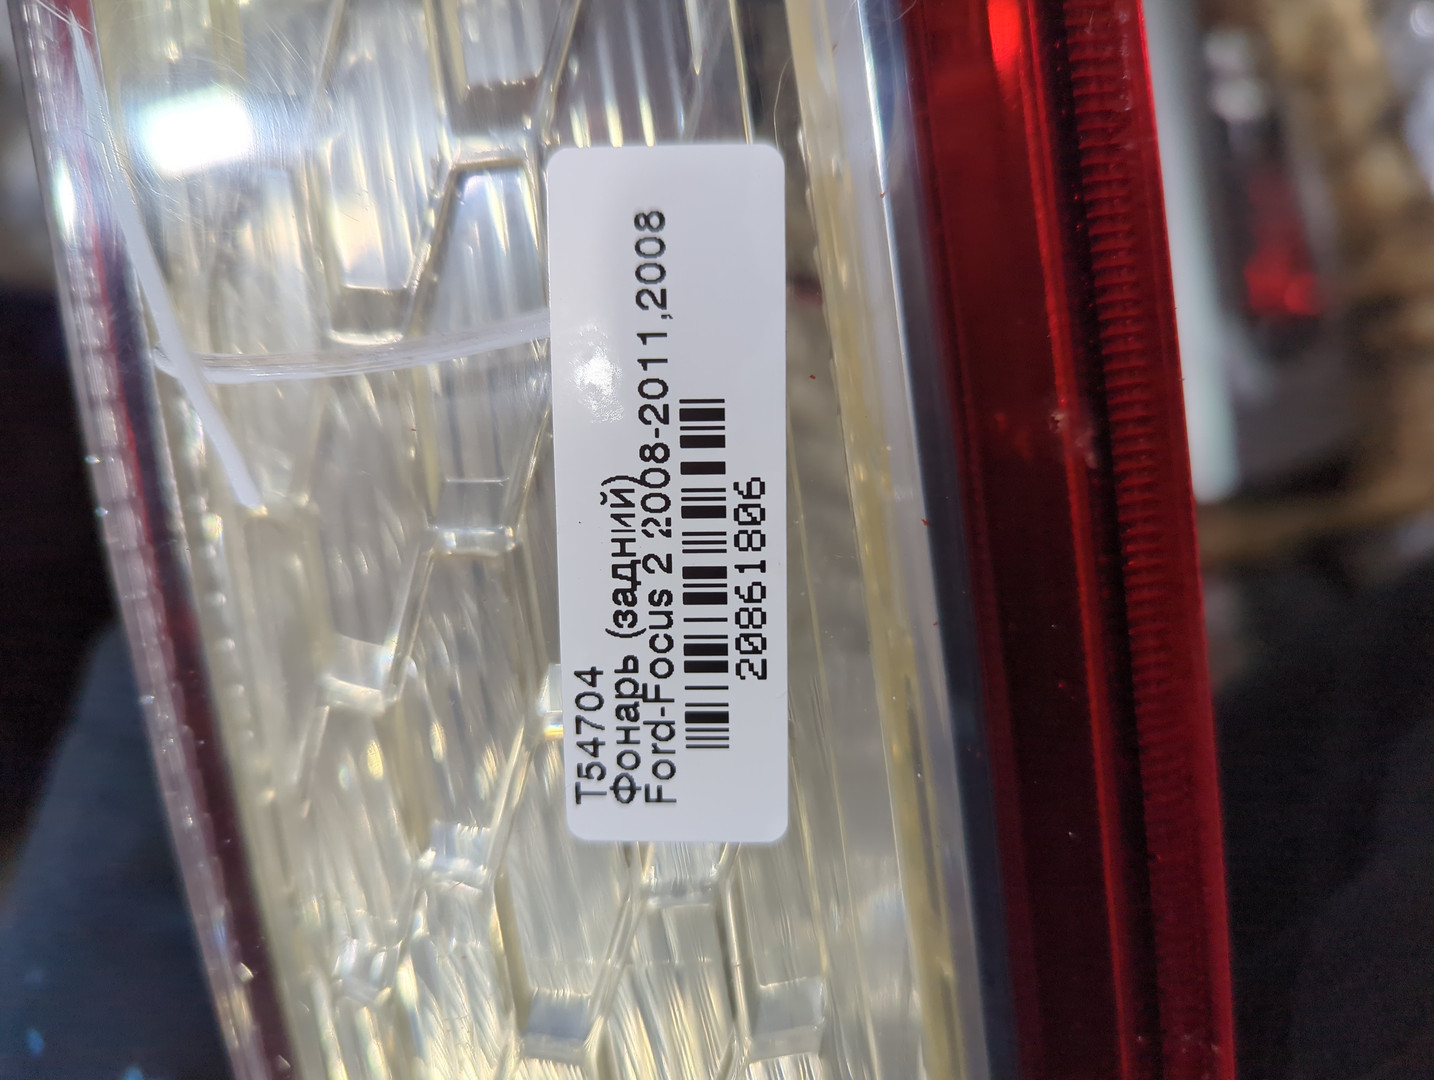 T54704
Фонарь (задний)
Ford-Focus 2 2008-2011,2008
20861806